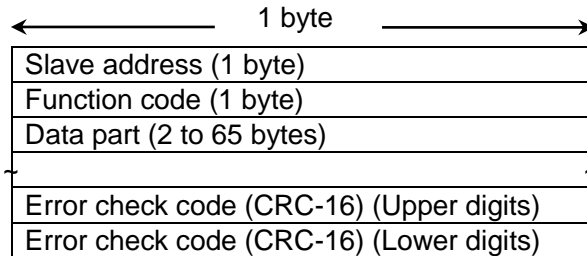 1 byte
Slave address (1 byte)
Function code (1 byte)
Data part (2 to 65 bytes)
~ ~
Error check code (CRC-16) (Upper digits)
Error check code (CRC-16) (Lower digits)